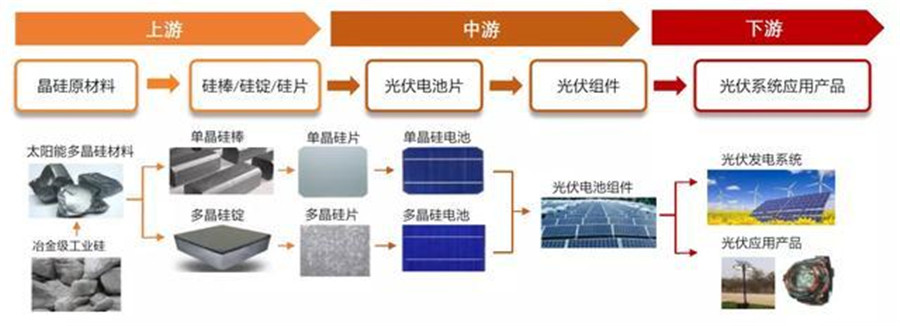 上游
中游
下游
晶硅原材料
硅棒/硅锭/硅片
光伏电池片
光伏组件
光伏系统应用产品
太阳能多晶硅材料
单晶硅棒
单晶硅片
单晶硅电池
光伏发电系统
光伏电池组件
多晶硅锭
多晶硅片
多晶硅电池
冶金级工业硅
光伏应用产品